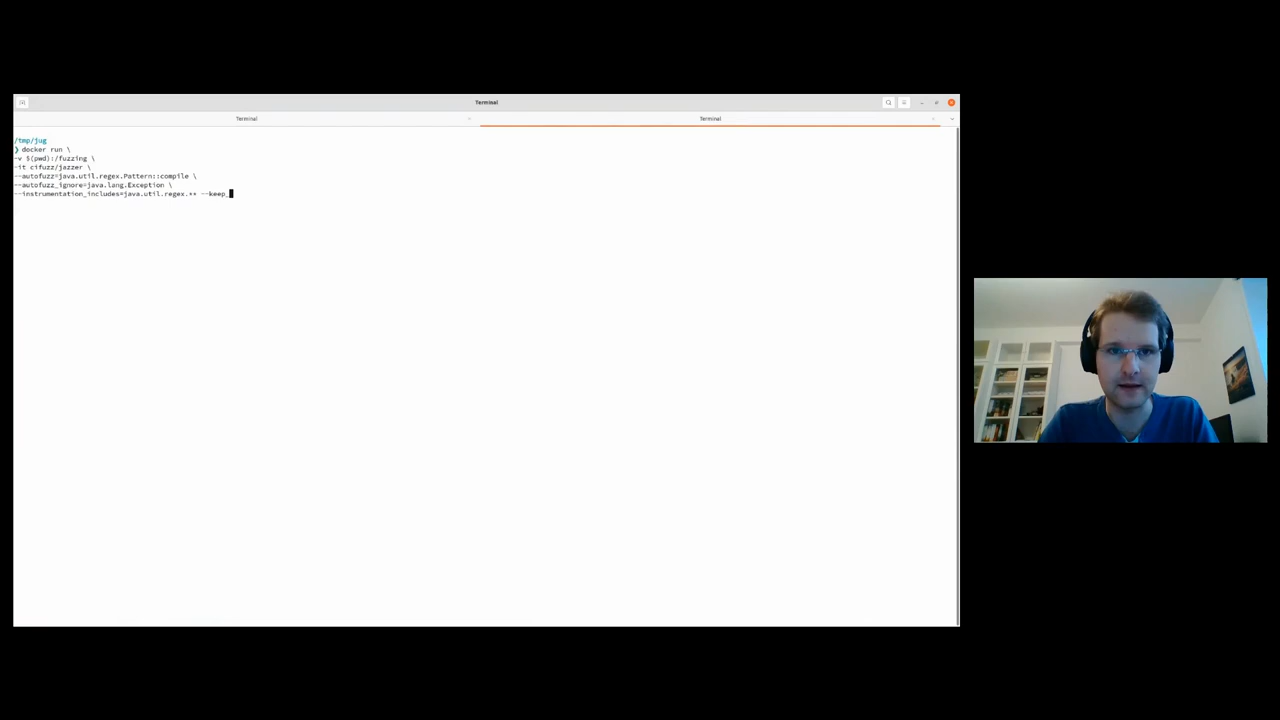 Terminal
Terminal
Terminal
/tmp/jug
❯ docker run \
-v $(pwd):/fuzzing \
-it cifuzz/jazzer \
--autofuzz=java.util.regex.Pattern::compile \
--autofuzz_ignore=java.lang.Exception \
--instrumentation_includes=java.util.regex.** --keep_